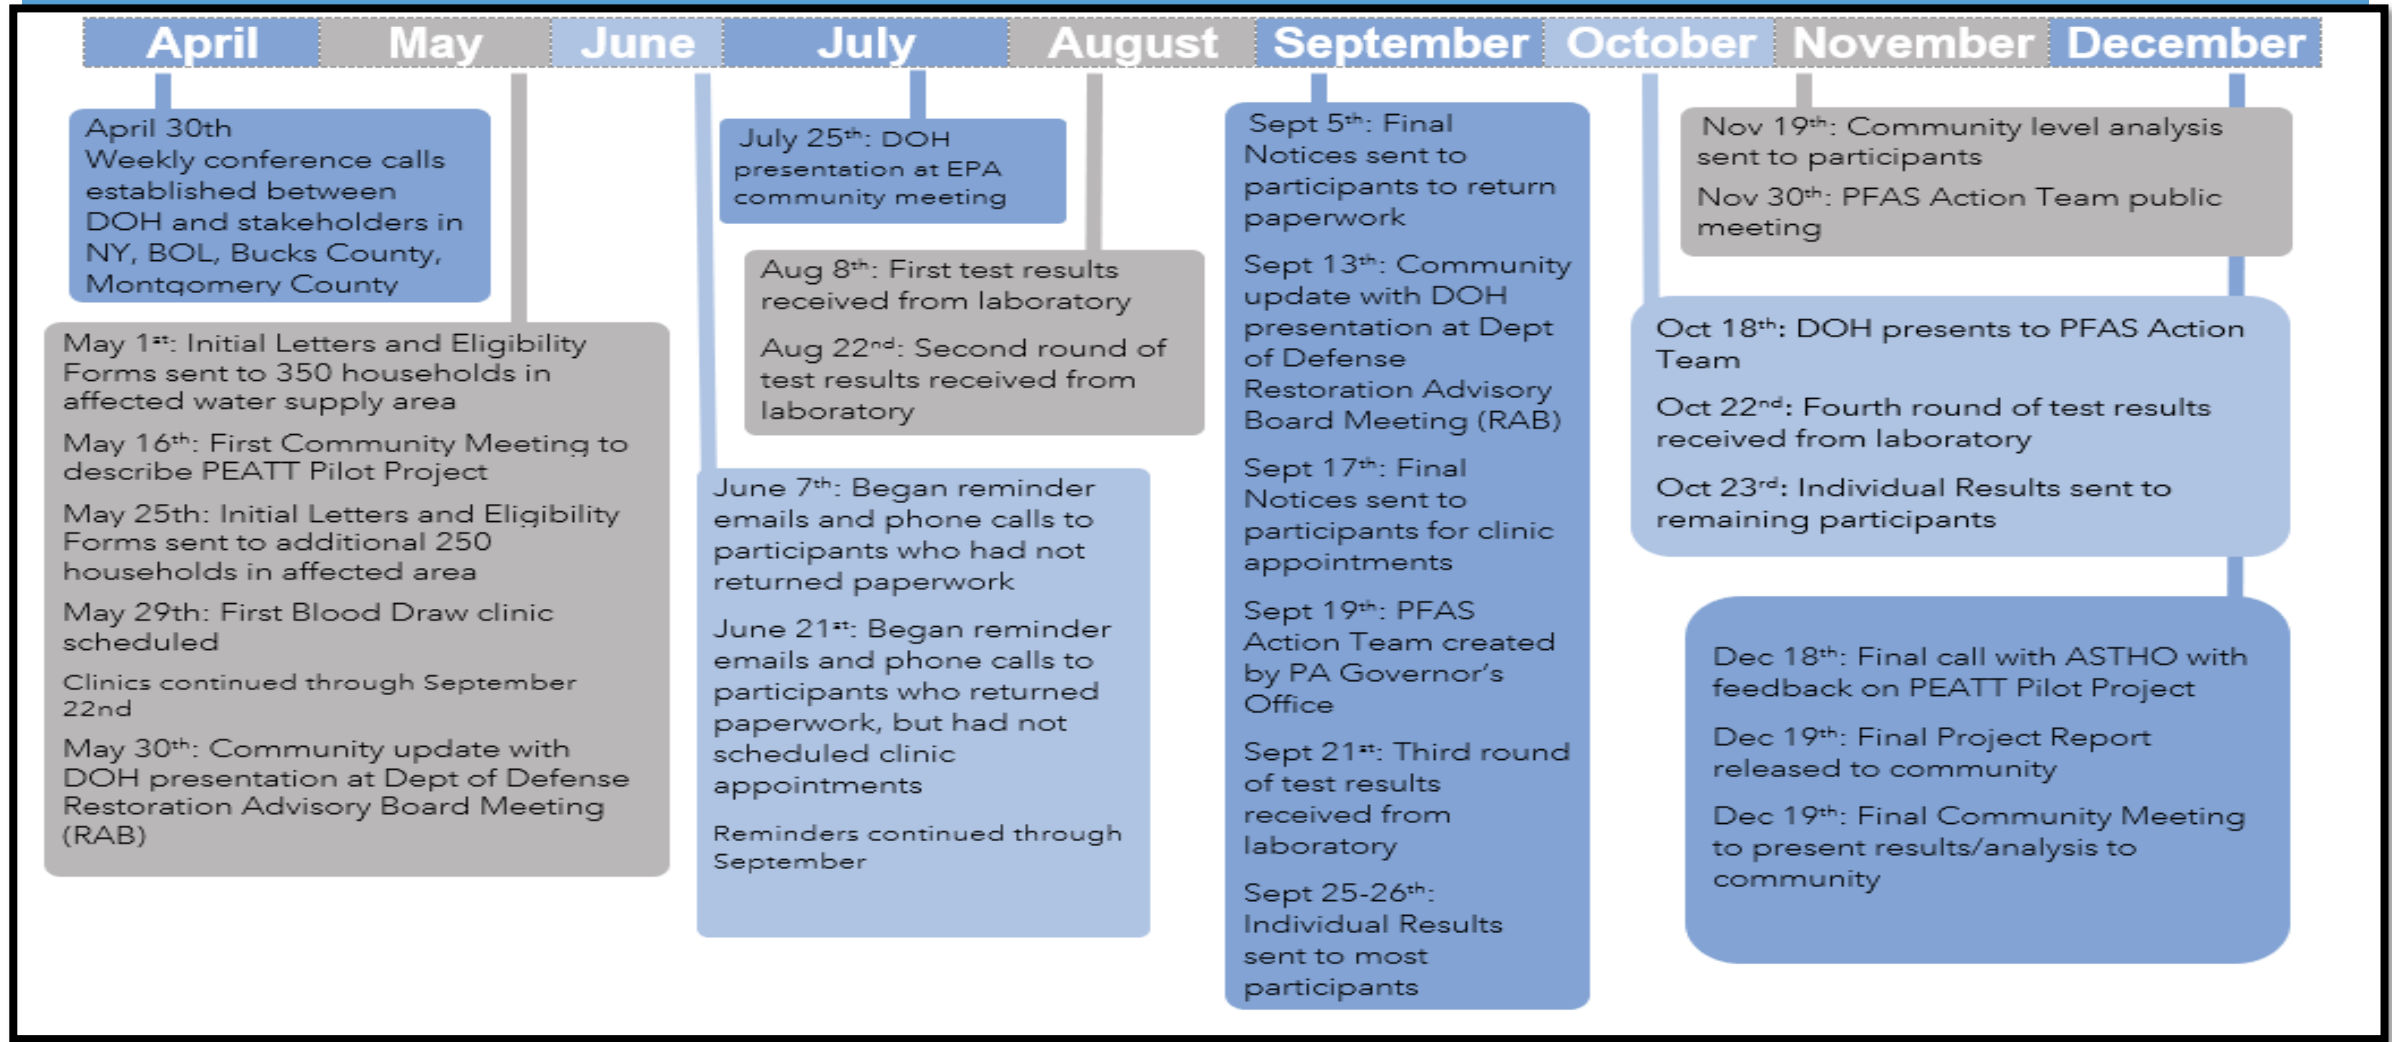 April
May
June
July
August
September
October
November
December
April 30th
Weekly conference calls
established between
DOH and stakeholders in
NY, BOL, Bucks County,
Montgomery County
May 1st: Initial Letters and Eligibility
Forms sent to 350 households in
affected water supply area
May 16th: First Community Meeting to
describe PEATT Pilot Project
May 25th: Initial Letters and Eligibility
Forms sent to additional 250
households in affected area
May 29th: First Blood Draw clinic
scheduled
Clinics continued through September
22nd
May 30th: Community update with
DOH presentation at Dept of Defense
Restoration Advisory Board Meeting
(RAB)
June 7th: Began reminder
emails and phone calls to
participants who had not
returned paperwork
June 21st: Began reminder
emails and phone calls to
participants who returned
paperwork, but had not
scheduled clinic
appointments
Reminders continued through
September
July 25th: DOH
presentation at EPA
community meeting
Aug 8th: First test results
received from laboratory
Aug 22nd: Second round of
test results received from
laboratory
Sept 5th: Final
Notices sent to
participants to return
paperwork
Sept 13th: Community
update with DOH
presentation at Dept
of Defense
Restoration Advisory
Board Meeting (RAB)
Sept 17th: Final
Notices sent to
participants for clinic
appointments
Sept 19th: PFAS
Action Team created
by PA Governor’s
Office
Sept 21st: Third round
of test results
received from
laboratory
Sept 25-26th:
Individual Results
sent to most
participants
Oct 18th: DOH presents to PFAS Action
Team
Oct 22nd: Fourth round of test results
received from laboratory
Oct 23rd: Individual Results sent to
remaining participants
Nov 19th: Community level analysis
sent to participants
Nov 30th: PFAS Action Team public
meeting
Dec 18th: Final call with ASTHO with
feedback on PEATT Pilot Project
Dec 19th: Final Project Report
released to community
Dec 19th: Final Community Meeting
to present results/analysis to
community